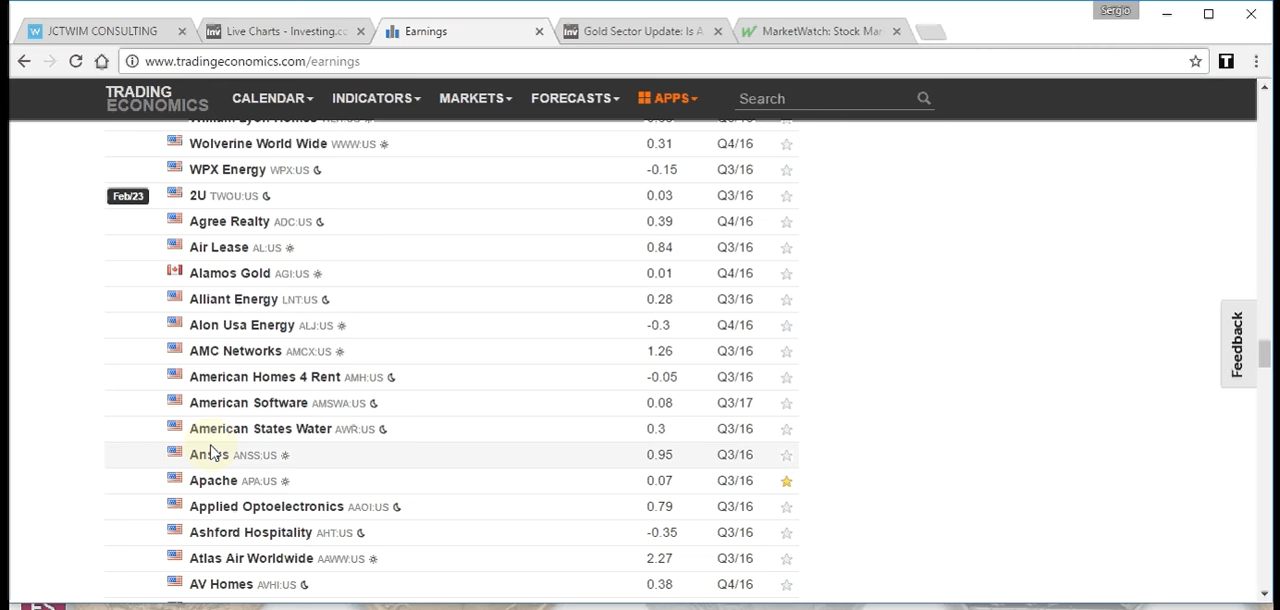 Sergio
JCTWIM CONSULTING
Live Charts - Investing.c
Earnings
Gold Sector Update: Is A
MarketWatch: Stock Mar
www.tradingeconomics.com/earnings
TRADING ECONOMICS CALENDAR INDICATORS MARKETS FORECASTS APPS Search
Wolverine World Wide WWW:US 0.31 Q4/16
WPX Energy WPX:US -0.15 Q3/16
Feb/23 2U TWOU:US 0.03 Q3/16
Agree Realty ADC:US 0.39 Q4/16
Air Lease AL:US 0.84 Q3/16
Alamos Gold AGI:US 0.01 Q4/16
Alliant Energy LNT:US 0.28 Q3/16
Alon Usa Energy ALJ:US -0.3 Q4/16
AMC Networks AMCX:US 1.26 Q3/16
American Homes 4 Rent AMH:US -0.05 Q3/16
American Software AMSWA:US 0.08 Q3/17
American States Water AWR:US 0.3 Q3/16
Ansys ANSS:US 0.95 Q3/16
Apache APA:US 0.07 Q3/16
Applied Optoelectronics AAOI:US 0.79 Q3/16
Ashford Hospitality AHT:US -0.35 Q3/16
Atlas Air Worldwide AAWW:US 2.27 Q3/16
AV Homes AVHI:US 0.38 Q4/16
Feedback
ES